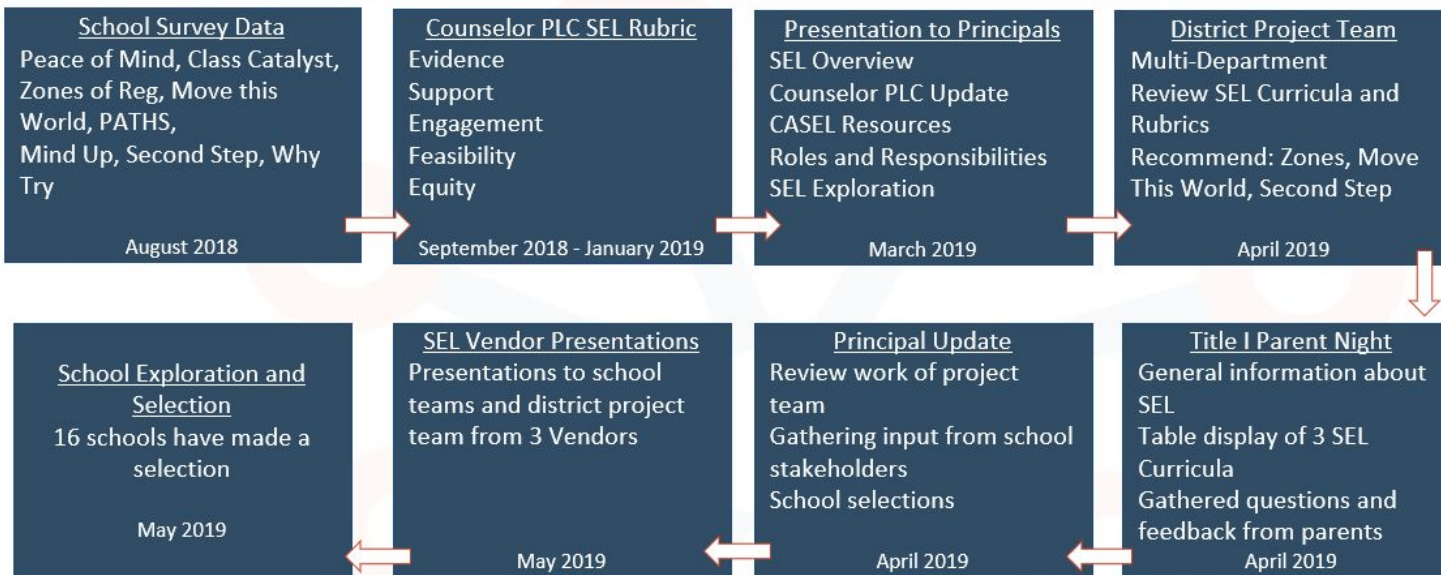 School Survey Data
Peace of Mind, Class Catalyst,
Zones of Reg, Move this
World, PATHS,
Mind Up, Second Step, Why
Try
August 2018
Counselor PLC SEL Rubric
Evidence
Support
Engagement
Feasibility
Equity
September 2018 - January 2019
Presentation to Principals
SEL Overview
Counselor PLC Update
CASEL Resources
Roles and Responsibilities
SEL Exploration
March 2019
District Project Team
Multi-Department
Review SEL Curricula and
Rubrics
Recommend: Zones, Move
This World, Second Step
April 2019
Title I Parent Night
General information about
SEL
Table display of 3 SEL
Curricula
Gathered questions and
feedback from parents
April 2019
Principal Update
Review work of project
team
Gathering input from school
stakeholders
School selections
April 2019
SEL Vendor Presentations
Presentations to school
teams and district project
team from 3 Vendors
May 2019
School Exploration and
Selection
16 schools have made a
selection
May 2019